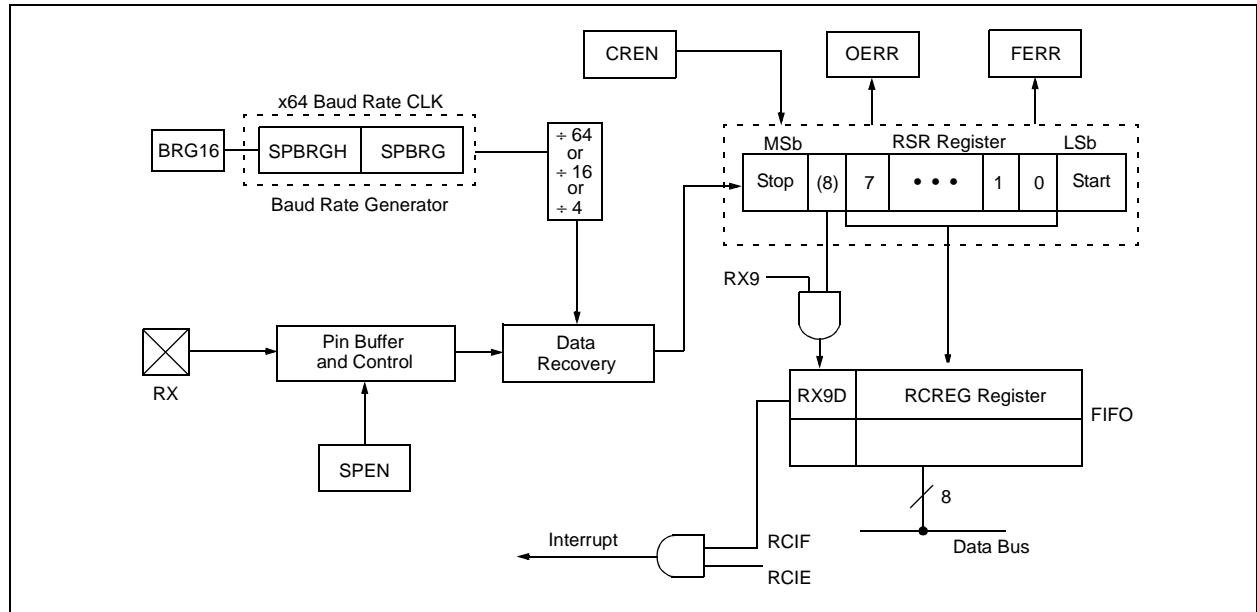 CREN
OERR
FERR
x64 Baud Rate CLK
BRG16
SPBRGH
SPBRG
Baud Rate Generator
÷ 64
or
÷ 16
or
÷ 4
MSb
RSR Register
LSb
Stop
(8)
7
• • •
1
0
Start
RX9
RX
Pin Buffer
and Control
Data
Recovery
SPEN
RX9D
RCREG Register
FIFO
8
Data Bus
Interrupt
RCIF
RCIE